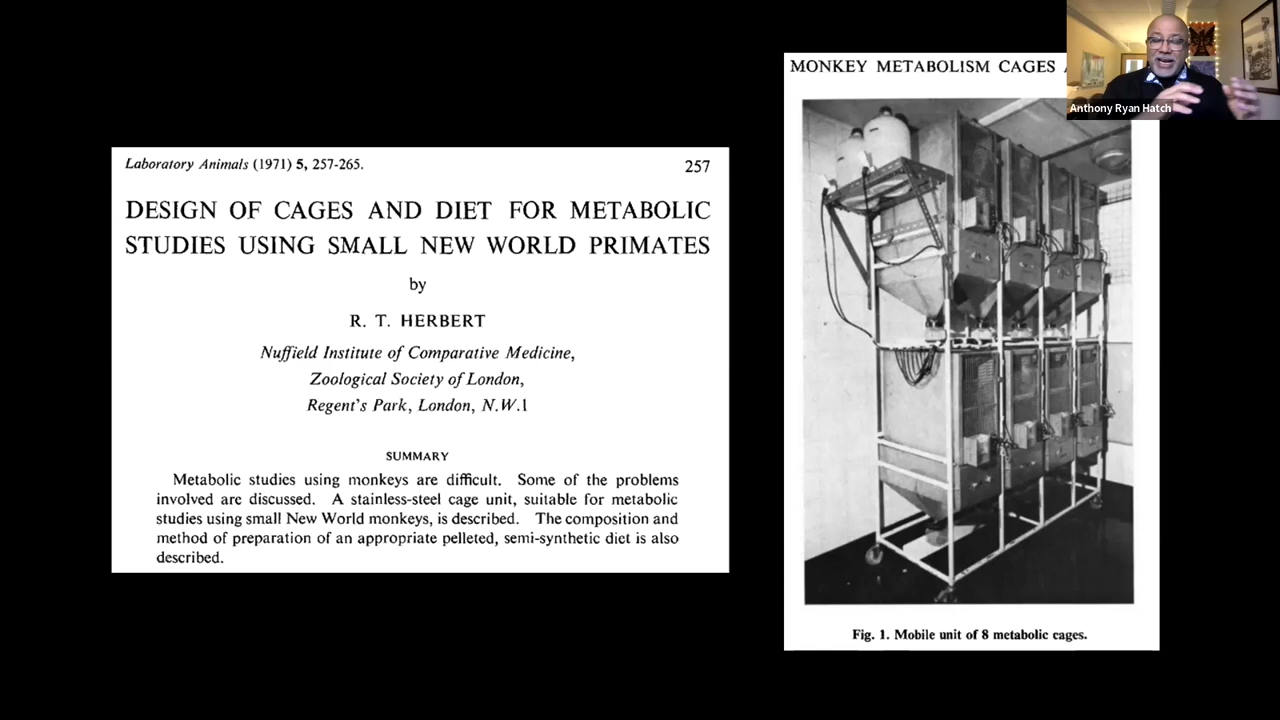 Laboratory Animals (1971) 5, 257-265.
257
DESIGN OF CAGES AND DIET FOR METABOLIC
STUDIES USING SMALL NEW WORLD PRIMATES
by
R. T. HERBERT
Nuffield Institute of Comparative Medicine,
Zoological Society of London,
Regent's Park, London, N.W.1
SUMMARY
Metabolic studies using monkeys are difficult. Some of the problems
involved are discussed. A stainless-steel cage unit, suitable for metabolic
studies using small New World monkeys, is described. The composition and
method of preparation of an appropriate pelleted, semi-synthetic diet is also
described.
MONKEY METABOLISM CAGES
Fig. 1. Mobile unit of 8 metabolic cages.
Anthony Ryan Hatch